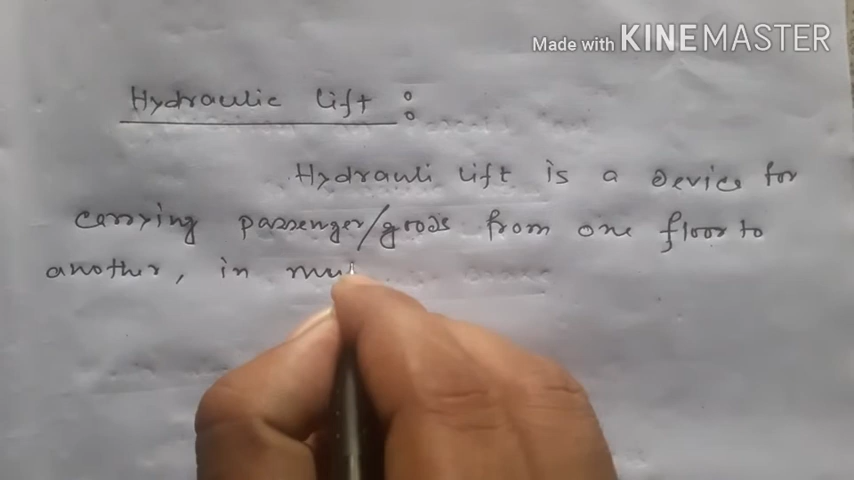 Made with KINEMASTER
Hydraulic lift :
Hydrauli lift is a device for
carrying passenger/goods from one floor to
another, in mul